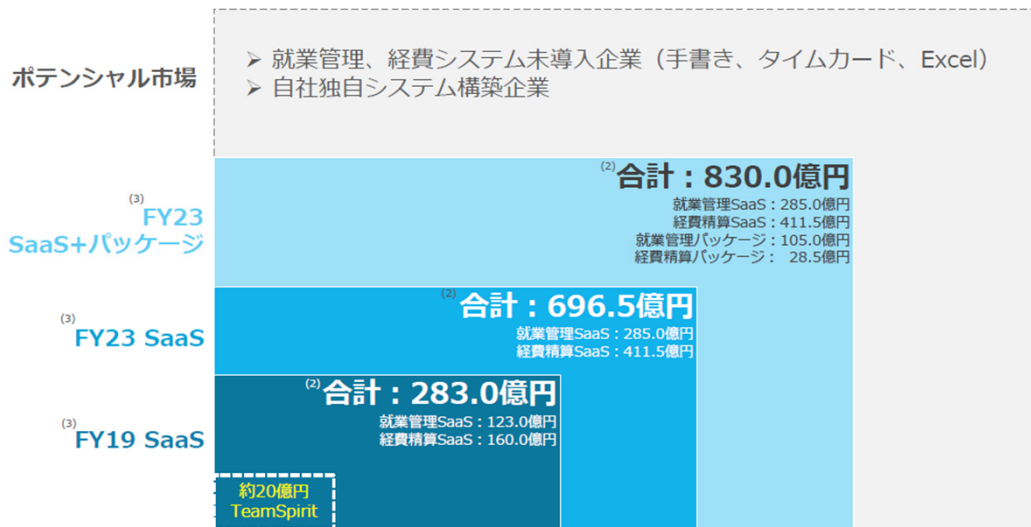 ポテンシャル市場
➢ 就業管理、経費システム未導入企業（手書き、タイムカード、Excel）
➢ 自社独自システム構築企業
(3)
FY23
SaaS+パッケージ
(2)合計：830.0億円
就業管理SaaS：285.0億円
経費精算SaaS：411.5億円
就業管理パッケージ：105.0億円
経費精算パッケージ： 28.5億円
(3)
FY23 SaaS
(2)合計：696.5億円
就業管理SaaS：285.0億円
経費精算SaaS：411.5億円
(3)
FY19 SaaS
(2)合計：283.0億円
就業管理SaaS：123.0億円
経費精算SaaS：160.0億円
約20億円
TeamSpirit